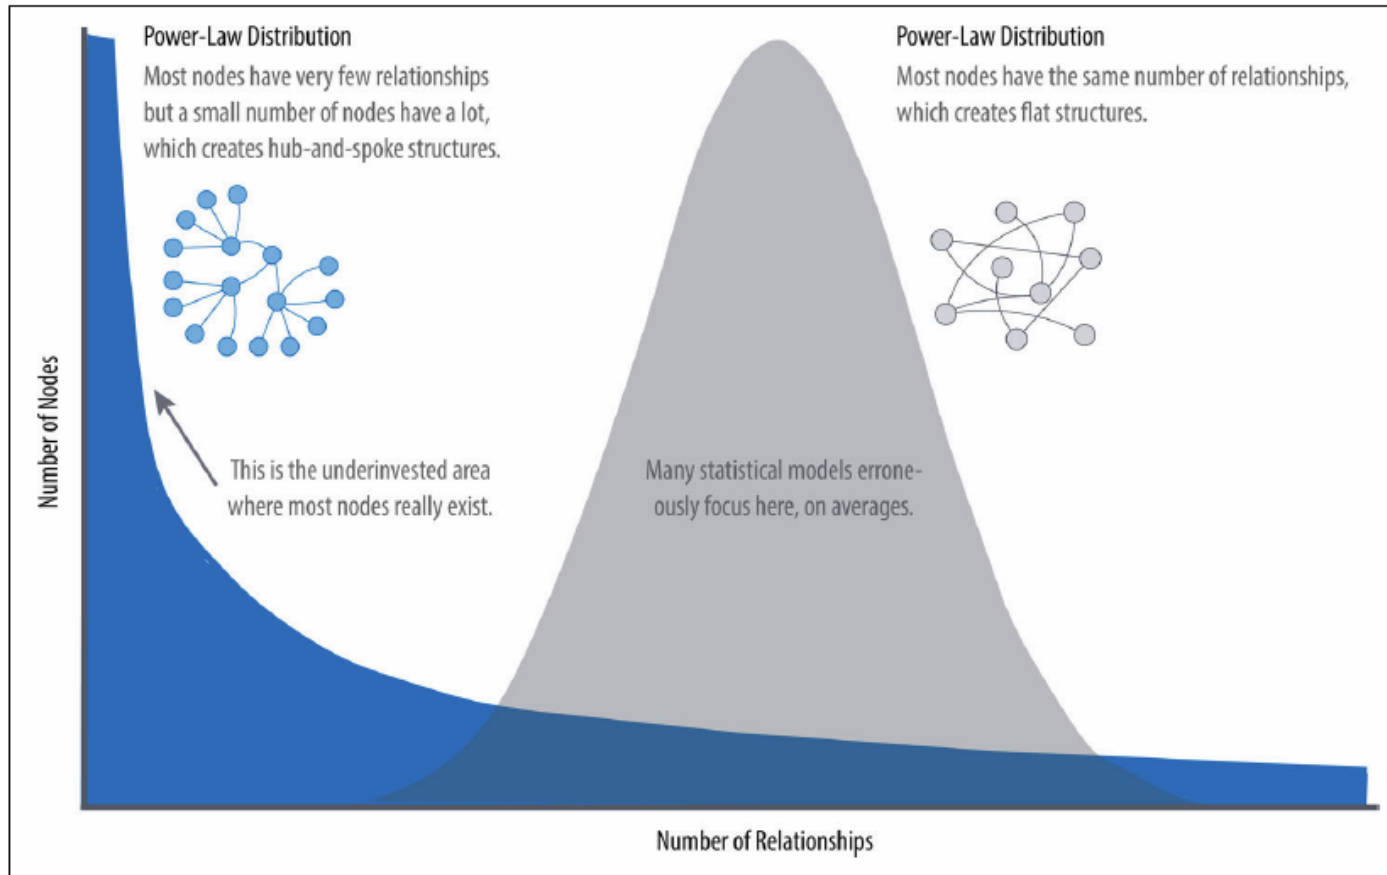 Power-Law Distribution
Most nodes have very few relationships
but a small number of nodes have a lot,
which creates hub-and-spoke structures.
Power-Law Distribution
Most nodes have the same number of relationships,
which creates flat structures.
This is the underinvested area
where most nodes really exist.
Many statistical models errone-
ously focus here, on averages.
Number of Nodes
Number of Relationships